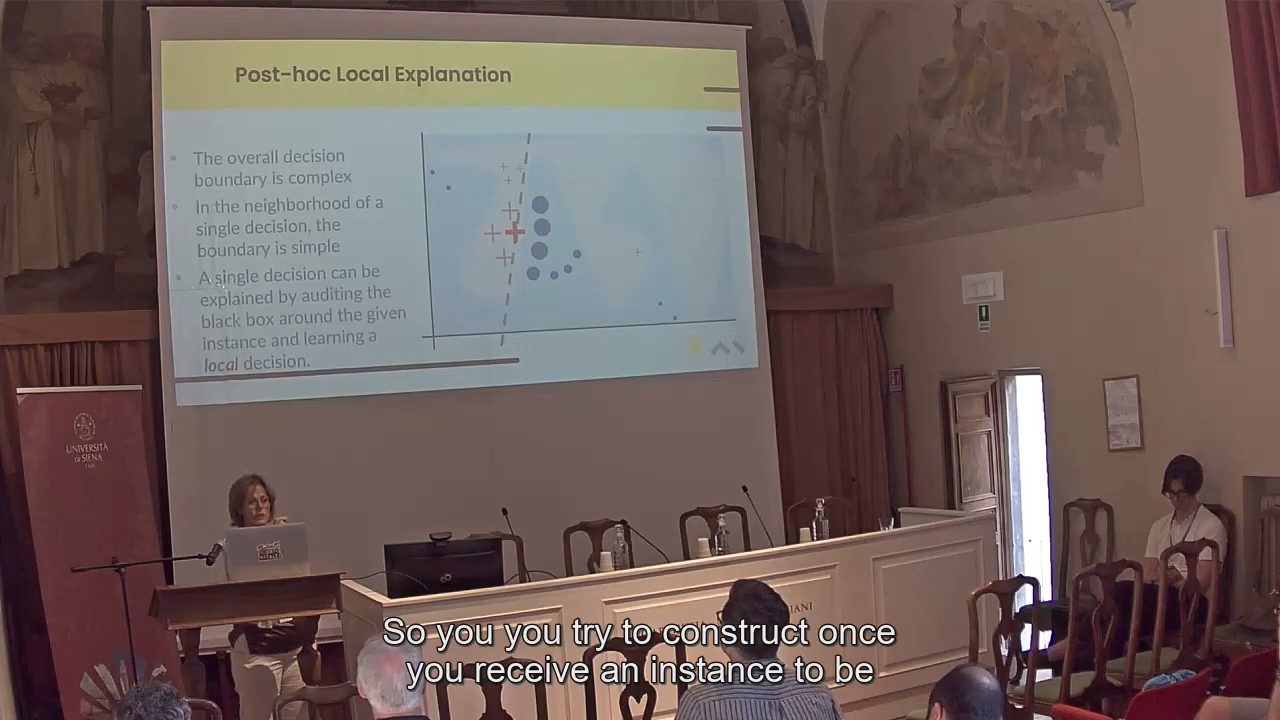 Post-hoc Local Explanation
The overall decision
boundary is complex
In the neighborhood of a
single decision, the
boundary is simple
A single decision can be
explained by auditing the
black box around the given
instance and learning a
local decision.
UNIVERSITÀ
DI SIENA
1240
So you you try to construct once
you receive an instance to be